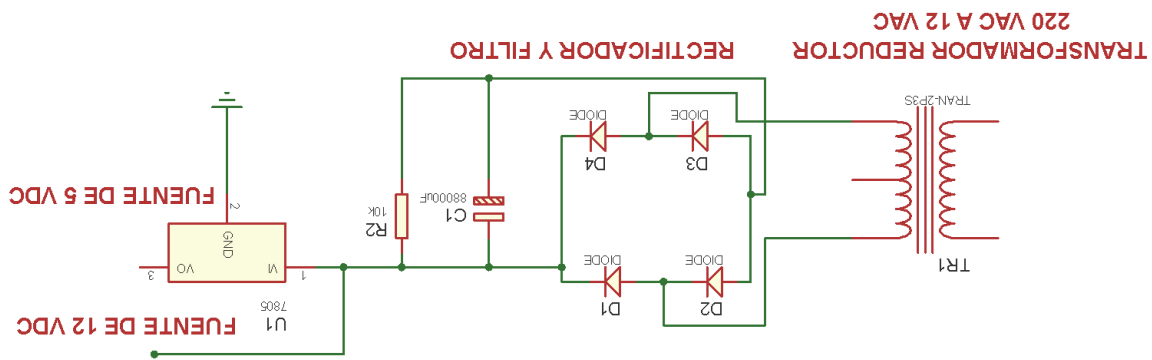 U1
FUENTE DE 12 VDC
7805
D2
D1
DIODE
DIODE
TR1
1
VI
VO
3
GND
2
C1
88000uF
R2
10k
FUENTE DE 5 VDC
D3
D4
DIODE
DIODE
TRAN-2P3S
TRANSFORMADOR REDUCTOR
220 VAC A 12 VAC
RECTIFICADOR Y FILTRO